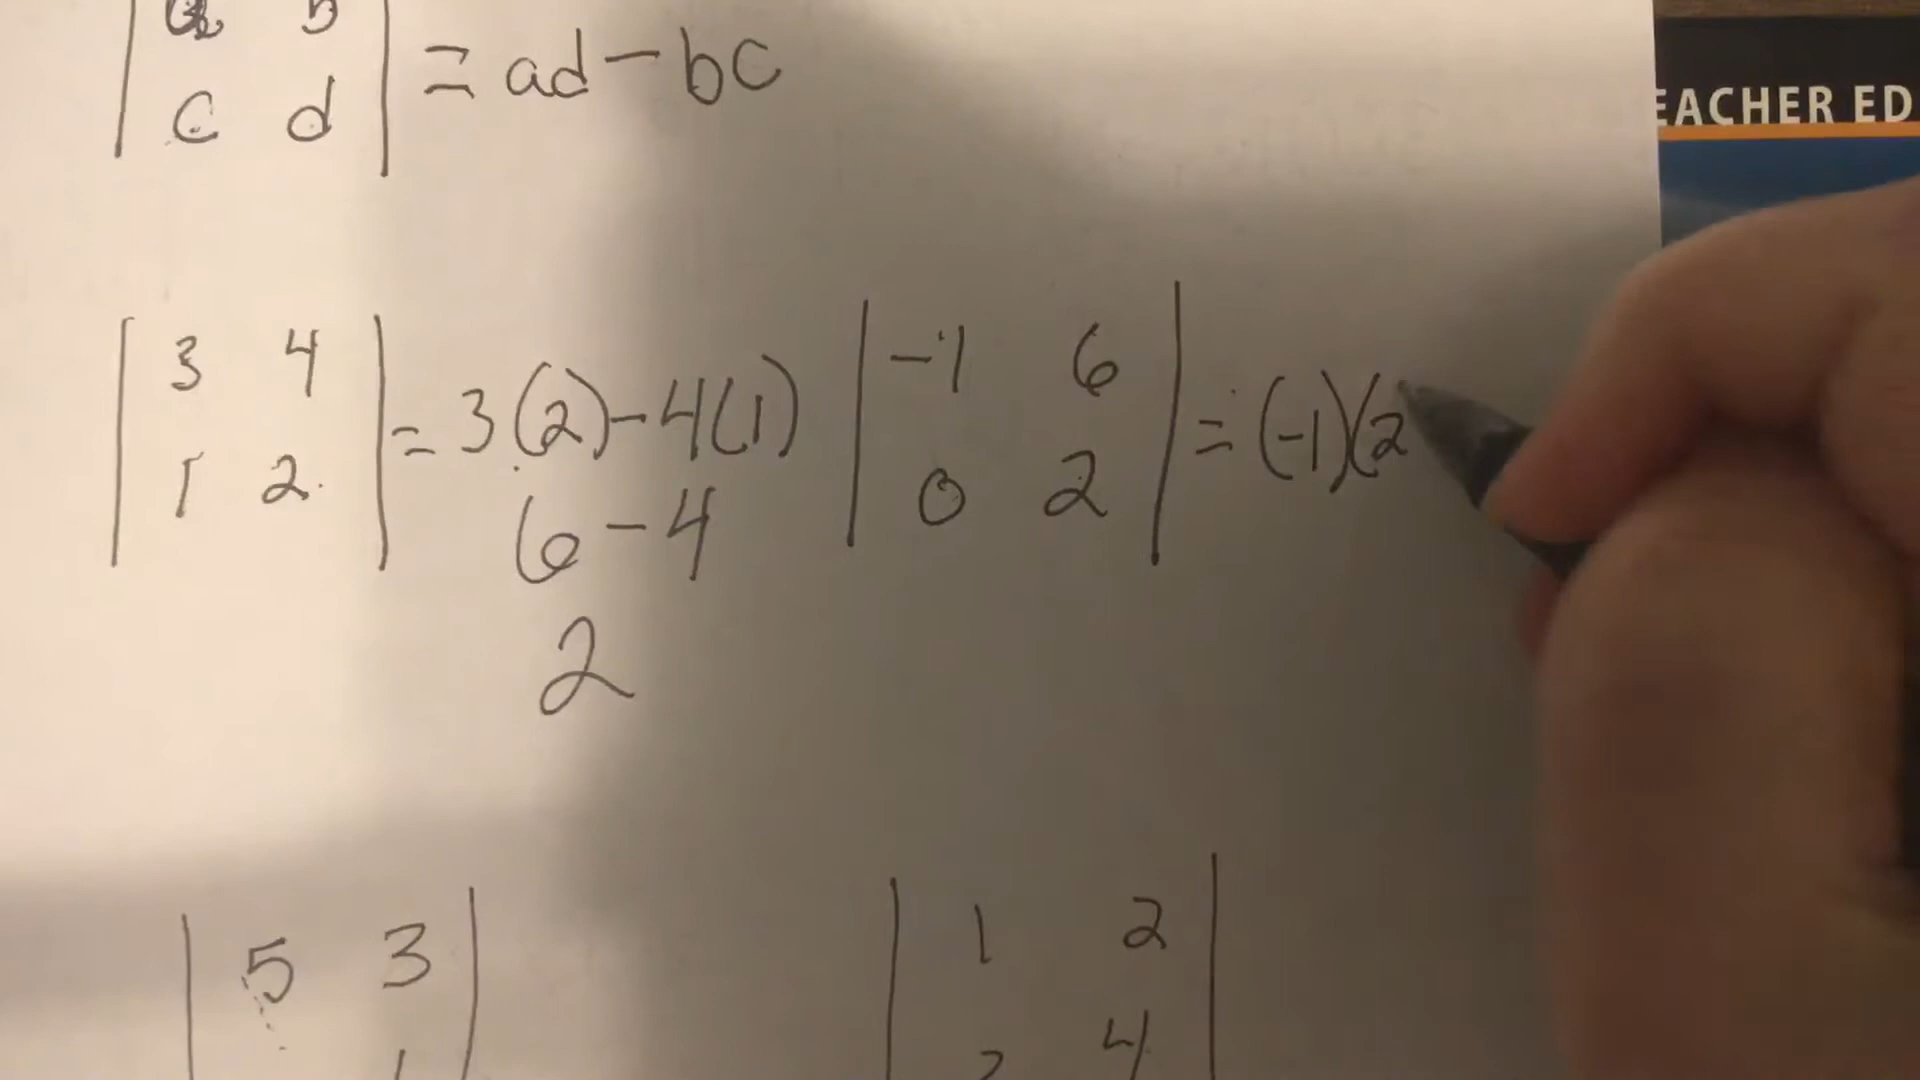 a b
c d = ad - bc
EACHER ED
3 4
1 2 = 3(2) - 4(1)
6 - 4
2
-1 6
0 2 = (-1)(2
5 3
1 2
4